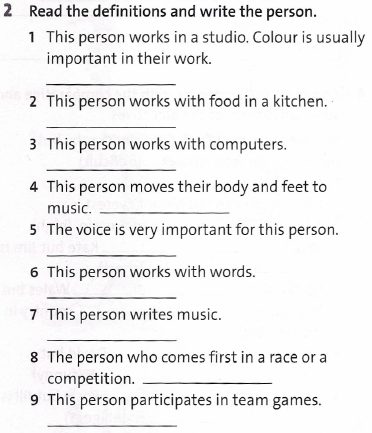 2 Read the definitions and write the person.
1 This person works in a studio. Colour is usually
important in their work.
2 This person works with food in a kitchen.
3 This person works with computers.
4 This person moves their body and feet to
music.
5 The voice is very important for this person.
6 This person works with words.
7 This person writes music.
8 The person who comes first in a race or a
competition.
9 This person participates in team games.